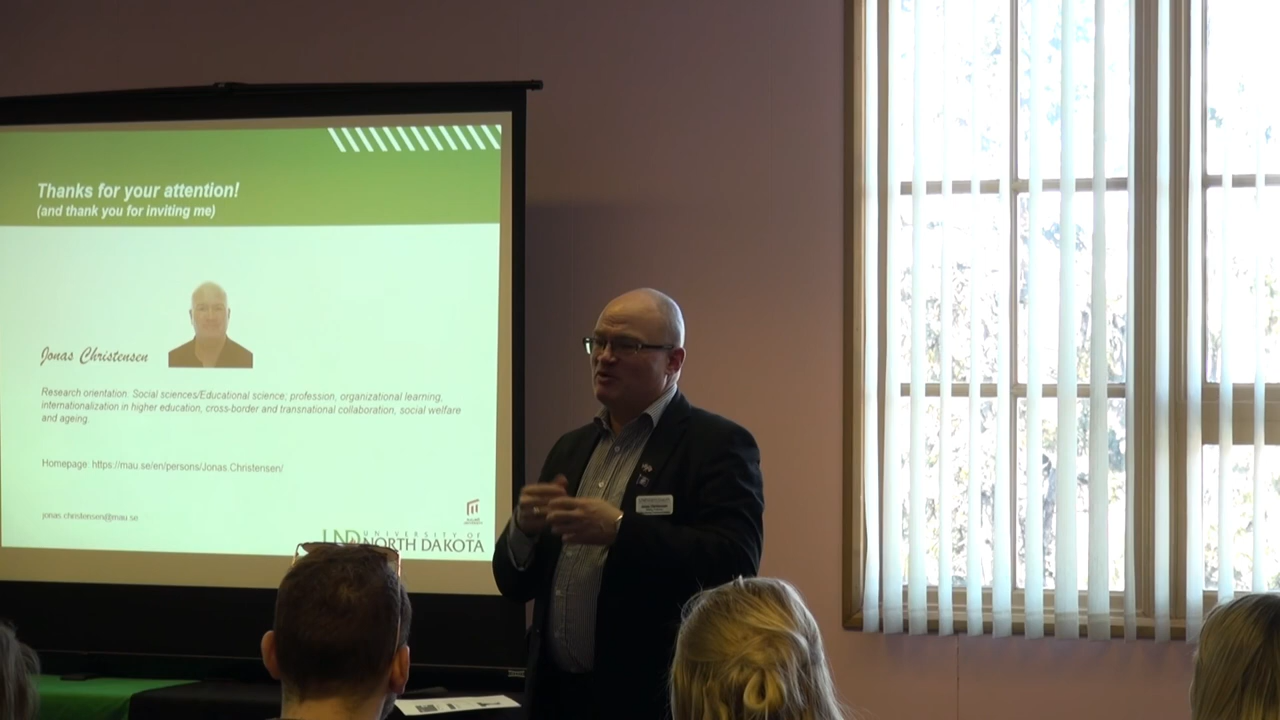 Thanks for your attention!
(and thank you for inviting me)
Jonas Christensen
Research orientation: Social sciences/Educational science, profession, organizational learning,
internationalization in higher education, cross-border and transnational collaboration, social welfare
and ageing.
Homepage: https://mau.se/en/persons/Jonas.Christensen/
jonas.christensen@mau.se
UND UNIVERSITY OF
NORTH DAKOTA